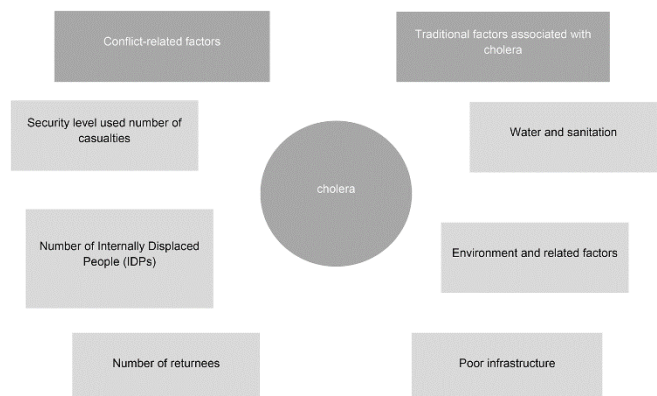 Conflict-related factors
Traditional factors associated with
cholera
Security level used number of
casualties
Water and sanitation
cholera
Number of Internally Displaced
People (IDPs)
Environment and related factors
Number of returnees
Poor infrastructure